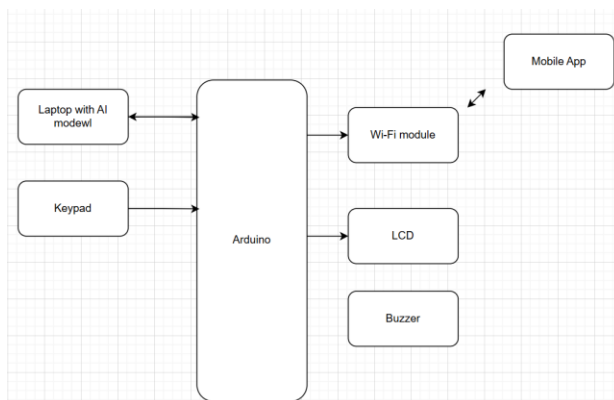 Mobile App
Laptop with AI
modewl
Wi-Fi module
Keypad
Arduino
LCD
Buzzer